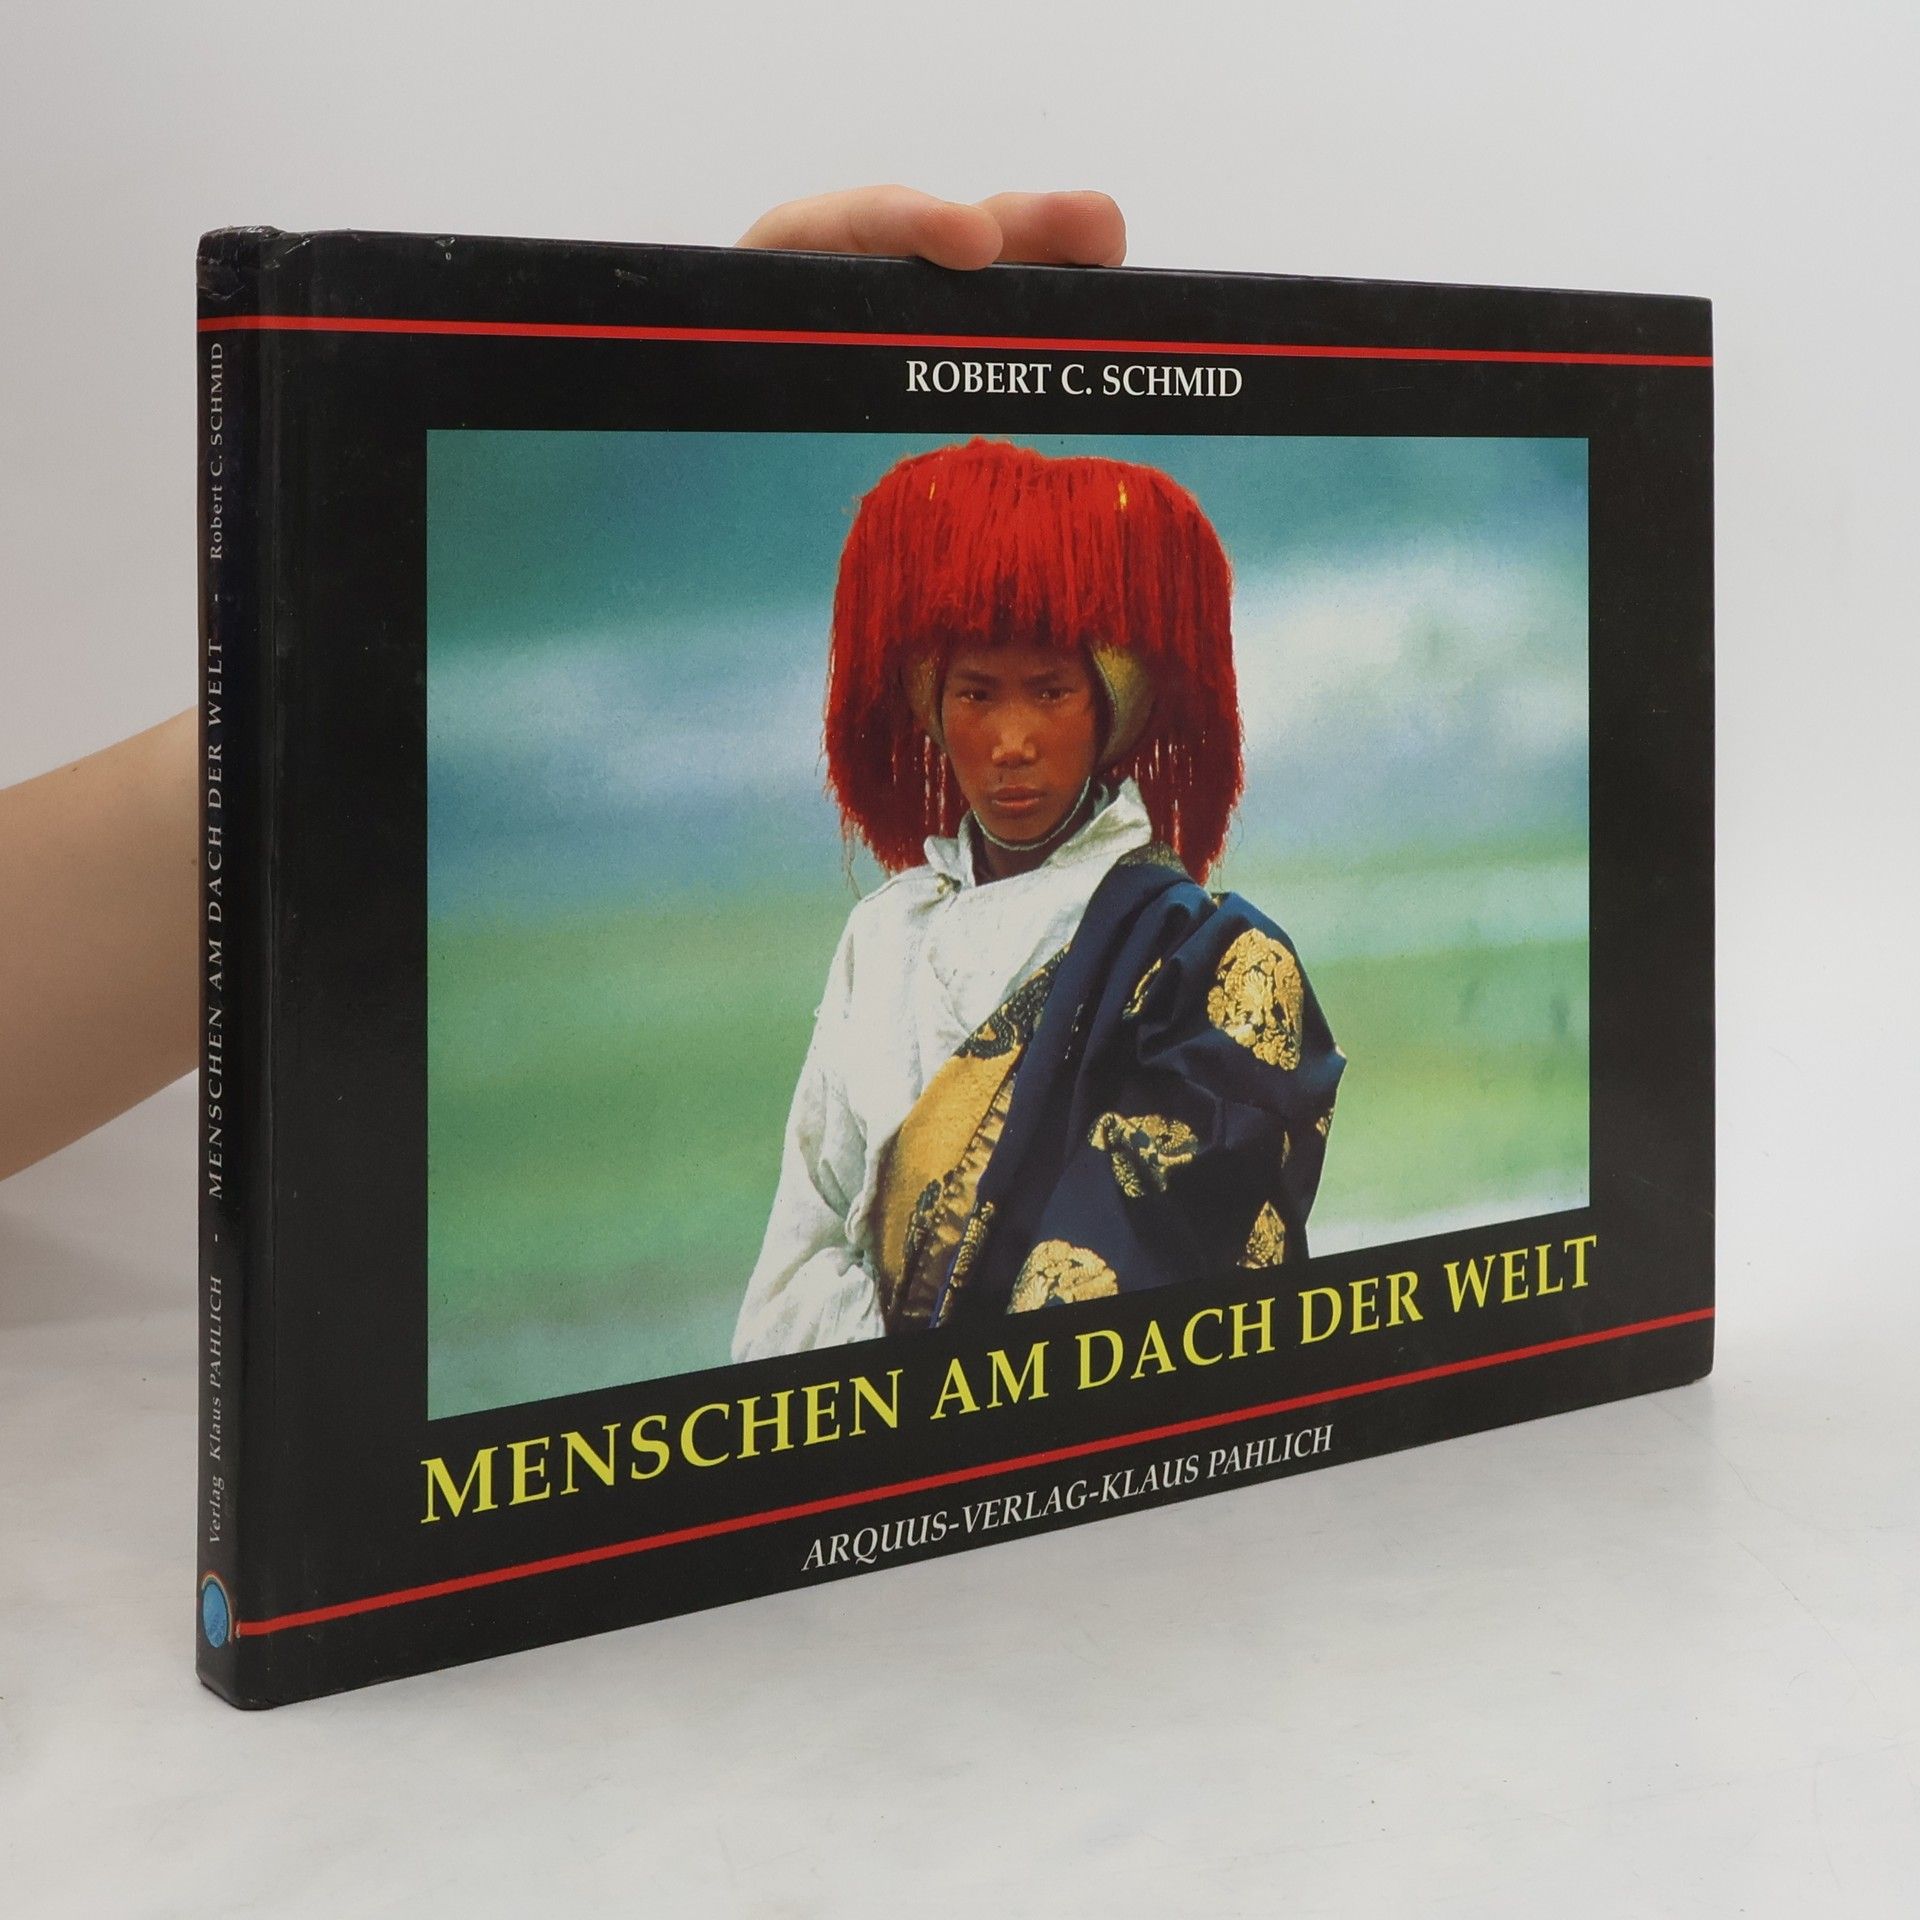 ROBERT C. SCHMID
MENSCHEN AM DACH DER WELT
ARQUUS-VERLAG-KLAUS PAHLICH
Verlag Klaus PAHLICH - MENSCHEN AM DACH DER WELT - Robert C. SCHMID